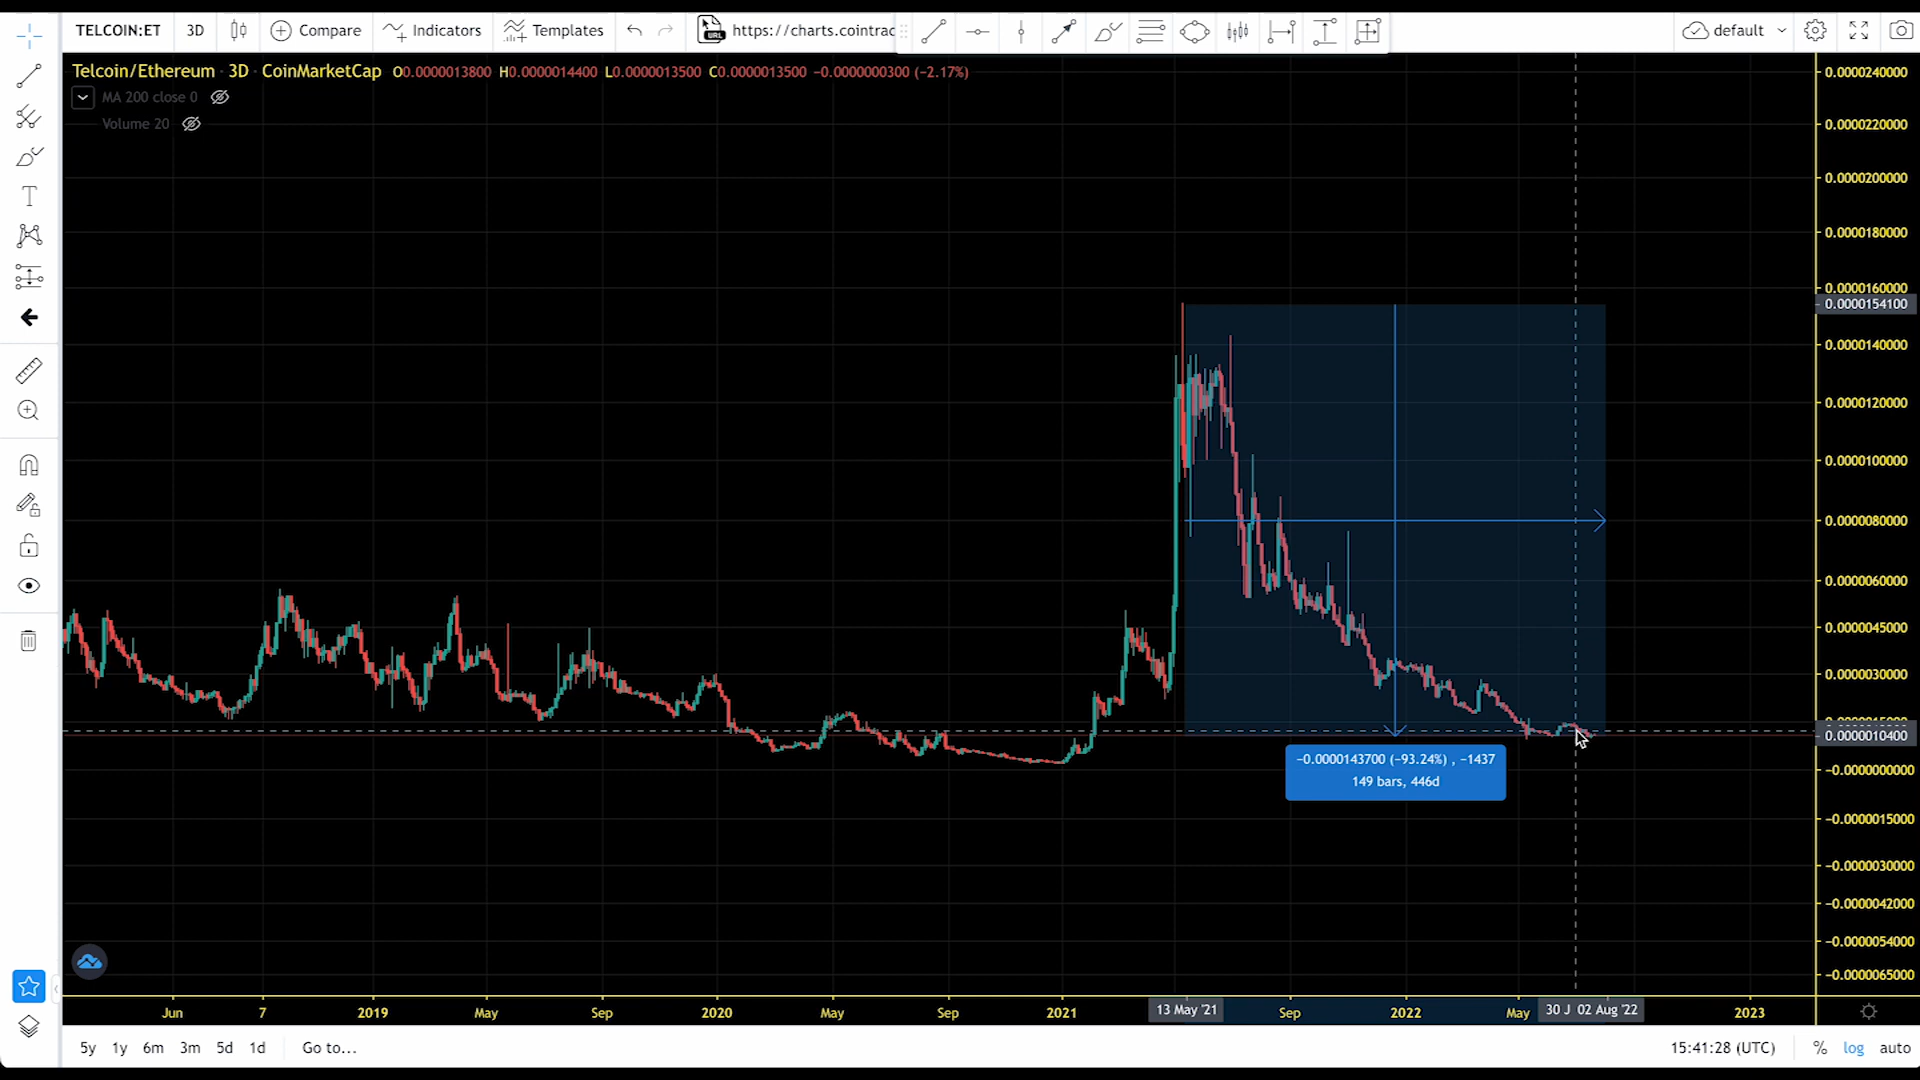 TELCOIN:ET 3D Compare Indicators Templates URL https://charts.cointrac default
Telcoin/Ethereum · 3D · CoinMarketCap O0.0000013800 H0.0000014400 L0.0000013500 C0.0000013500 −0.0000000300 (−2.17%)
MA 200 close 0
Volume 20
T
0.0000240000
0.0000220000
0.0000200000
0.0000180000
0.0000160000
0.0000154100
0.0000140000
0.0000120000
0.0000100000
0.0000080000
0.0000060000
0.0000045000
0.0000030000
0.0000010400
−0.0000000000
−0.0000015000
−0.0000030000
−0.0000042000
−0.0000054000
−0.0000065000
−0.0000143700 (−93.24%) , −1437
149 bars, 446d
Jun 7 2019 May Sep 2020 May Sep 2021 13 May '21 Sep 2022 May 30 J 02 Aug '22 2023
5y 1y 6m 3m 5d 1d Go to... 15:41:28 (UTC) % log auto